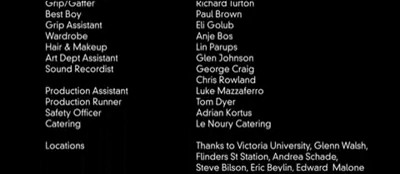 Grip/Gaffer Richard Turton
Best Boy Paul Brown
Grip Assistant Eli Golub
Wardrobe Anje Bos
Hair & Makeup Lin Parups
Art Dept Assistant Glen Johnson
Sound Recordist George Craig
Chris Rowland
Production Assistant Luke Mazzaferro
Production Runner Tom Dyer
Safety Officer Adrian Kortus
Catering Le Noury Catering
Locations Thanks to Victoria University, Glenn Walsh,
Flinders St Station, Andrea Schade,
Steve Bilson, Eric Beylin, Edward Malone